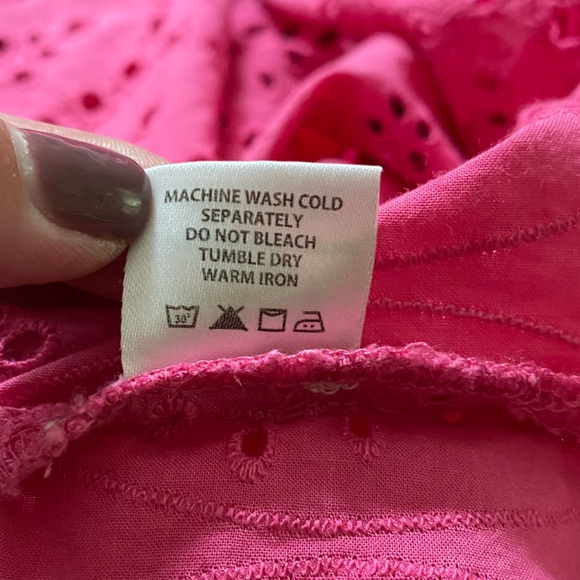 MACHINE WASH COLD
SEPARATELY
DO NOT BLEACH
TUMBLE DRY
WARM IRON
30°